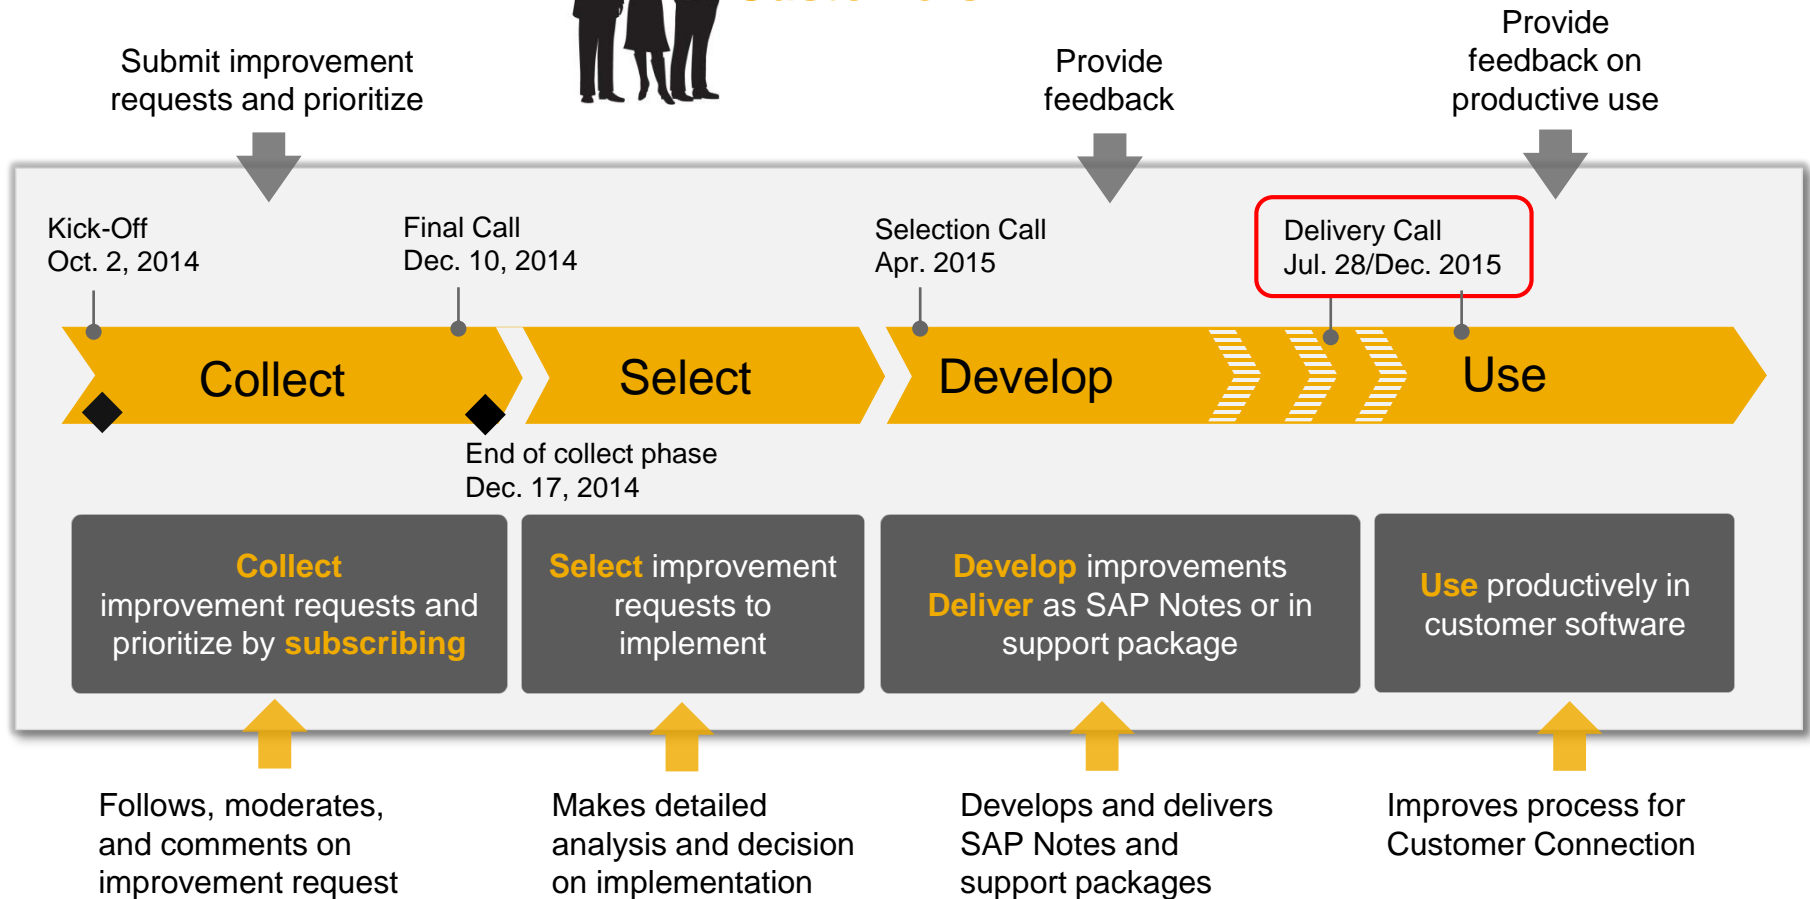 Submit improvement
requests and prioritize
Provide
feedback
Provide
feedback on
productive use
Kick-Off
Oct. 2, 2014
Final Call
Dec. 10, 2014
Selection Call
Apr. 2015
Delivery Call
Jul. 28/Dec. 2015
Collect
Select
Develop
Use
End of collect phase
Dec. 17, 2014
Collect
improvement requests and
prioritize by subscribing
Select improvement
requests to
implement
Develop improvements
Deliver as SAP Notes or in
support package
Use productively in
customer software
Follows, moderates,
and comments on
improvement request
Makes detailed
analysis and decision
on implementation
Develops and delivers
SAP Notes and
support packages
Improves process for
Customer Connection